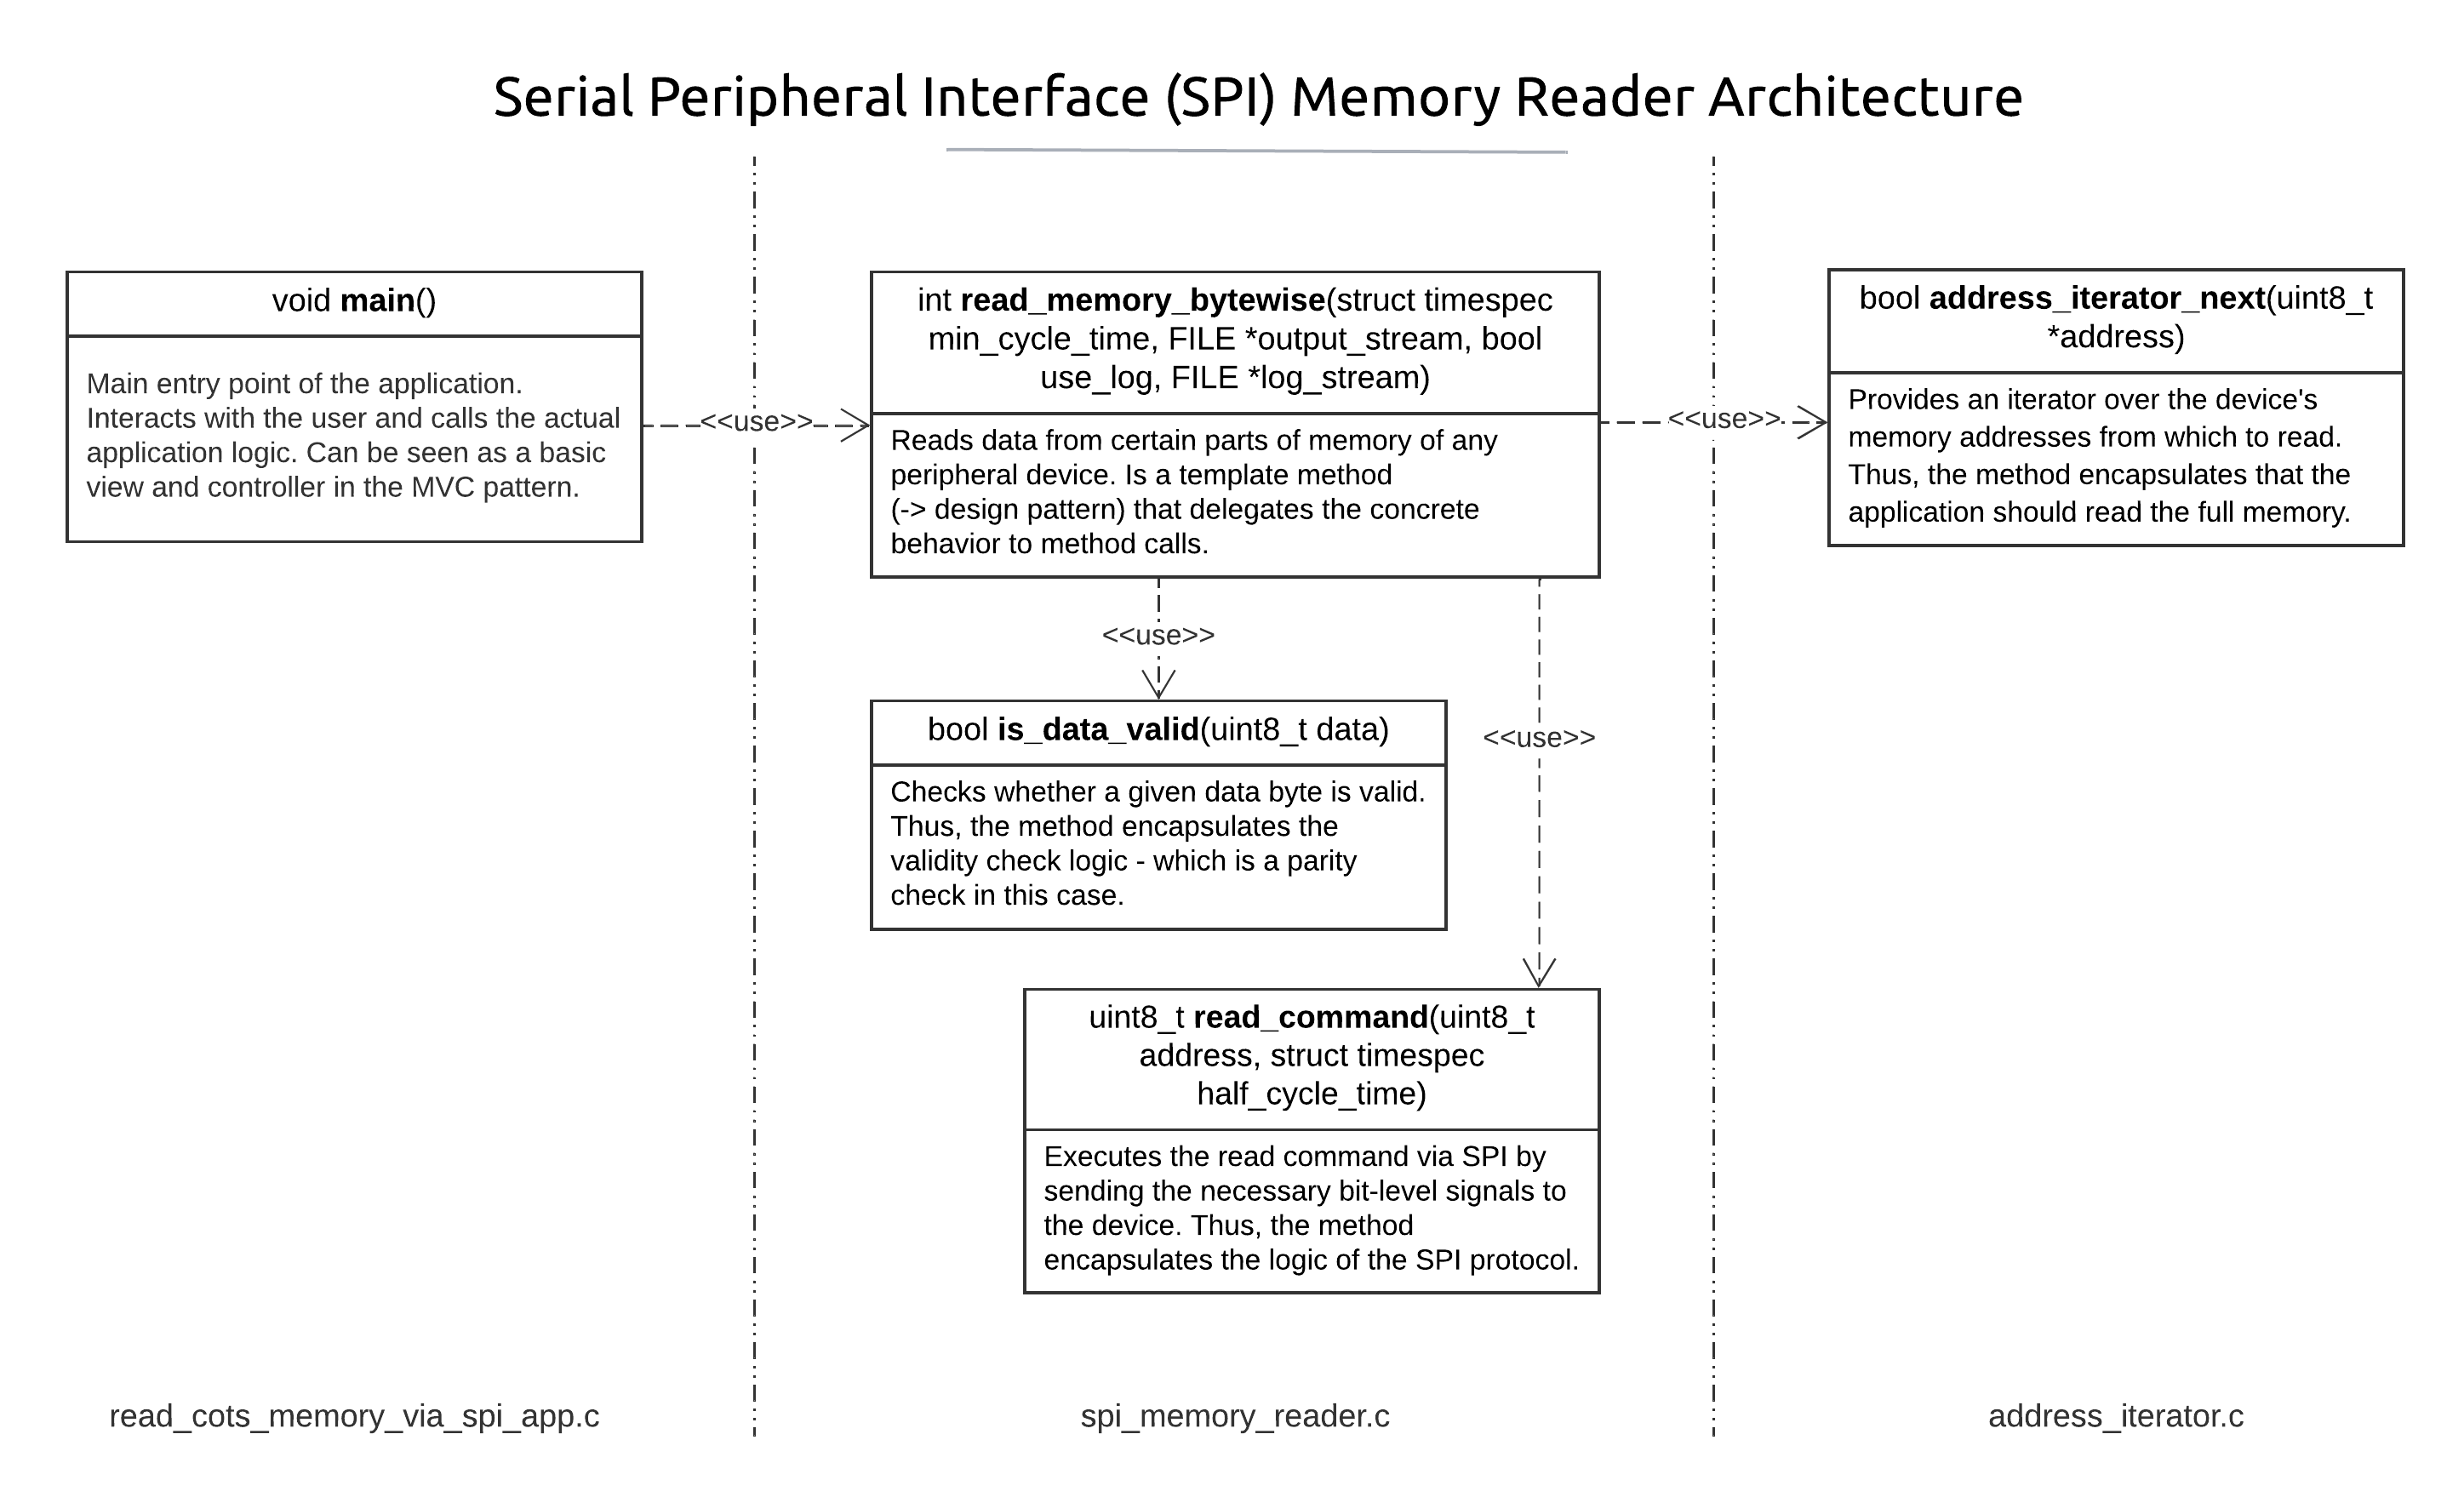 Serial Peripheral Interface (SPI) Memory Reader Architecture
void main()
Main entry point of the application.
Interacts with the user and calls the actual
application logic. Can be seen as a basic
view and controller in the MVC pattern.
<<use>>
int read_memory_bytewise(struct timespec
min_cycle_time, FILE *output_stream, bool
use_log, FILE *log_stream)
Reads data from certain parts of memory of any
peripheral device. Is a template method
(-> design pattern) that delegates the concrete
behavior to method calls.
<<use>>
bool address_iterator_next(uint8_t
*address)
Provides an iterator over the device's
memory addresses from which to read.
Thus, the method encapsulates that the
application should read the full memory.
<<use>>
bool is_data_valid(uint8_t data)
Checks whether a given data byte is valid.
Thus, the method encapsulates the
validity check logic - which is a parity
check in this case.
<<use>>
uint8_t read_command(uint8_t
address, struct timespec
half_cycle_time)
Executes the read command via SPI by
sending the necessary bit-level signals to
the device. Thus, the method
encapsulates the logic of the SPI protocol.
read_cots_memory_via_spi_app.c
spi_memory_reader.c
address_iterator.c